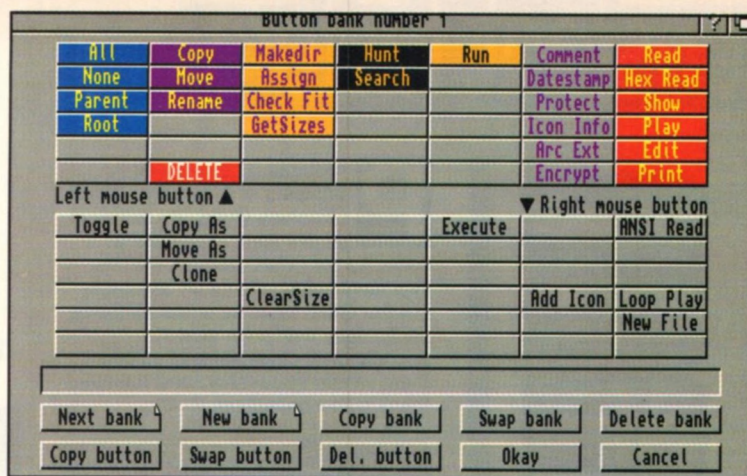 Button bank number 1
All Copy Makedir Hunt Run Comment Read
None Move Assign Search Datestamp Hex Read
Parent Rename Check Fit Protect Show
Root GetSizes Icon Info Play
Arc Ext Edit
DELETE Encrypt Print
Left mouse button ▲ ▼ Right mouse button
Toggle Copy As Execute ANSI Read
Move As
Clone
ClearSize Add Icon Loop Play
New File
Next bank New bank Copy bank Swap bank Delete bank
Copy button Swap button Del. button Okay Cancel